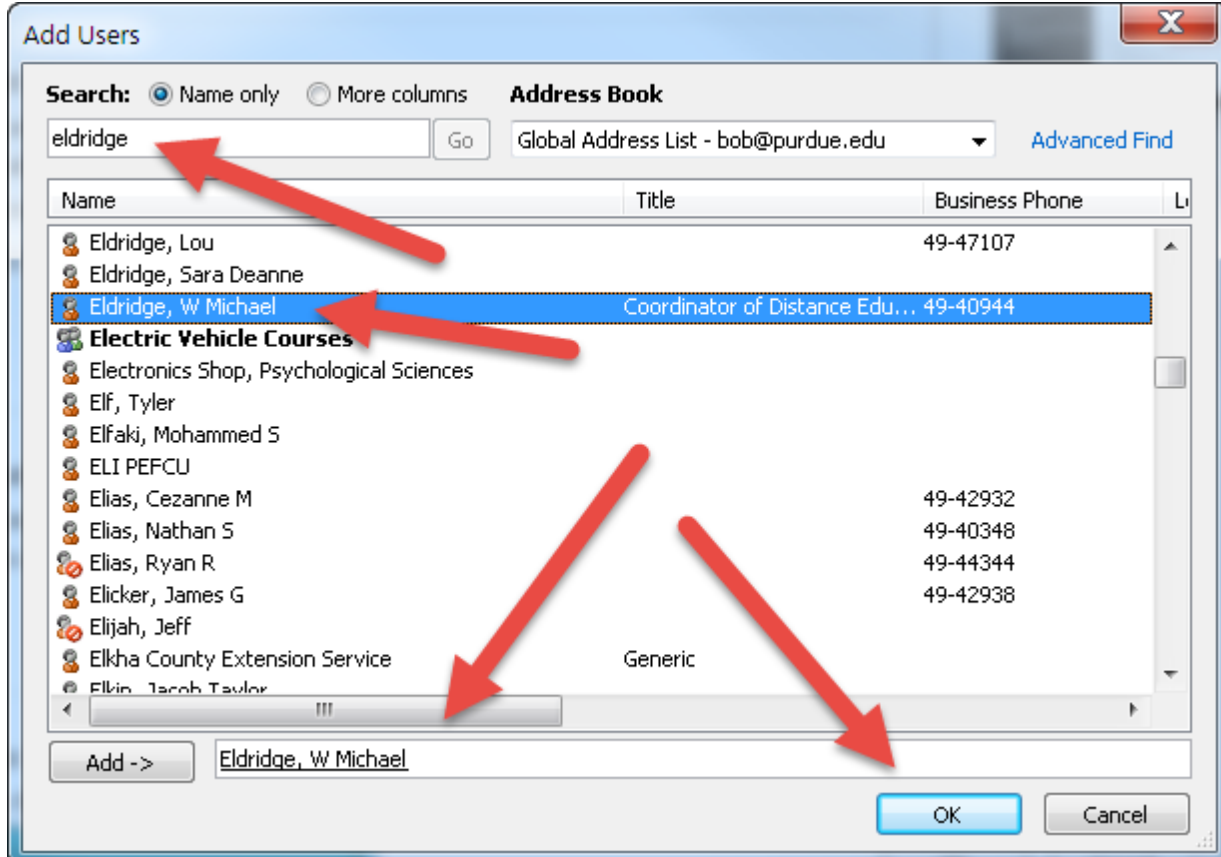 Add Users
Search: Name only More columns Address Book
eldridge Go Global Address List - bob@purdue.edu Advanced Find
Name Title Business Phone
Eldridge, Lou 49-47107
Eldridge, Sara Deanne
Eldridge, W Michael Coordinator of Distance Edu... 49-40944
Electric Vehicle Courses
Electronics Shop, Psychological Sciences
Elf, Tyler
Elfaki, Mohammed S
ELI PEFCU
Elias, Cezanne M 49-42932
Elias, Nathan S 49-40348
Elias, Ryan R 49-44344
Elicker, James G 49-42938
Elijah, Jeff
Elkha County Extension Service Generic
Elkin, Jacob Taylor
Add -> Eldridge, W Michael
OK Cancel